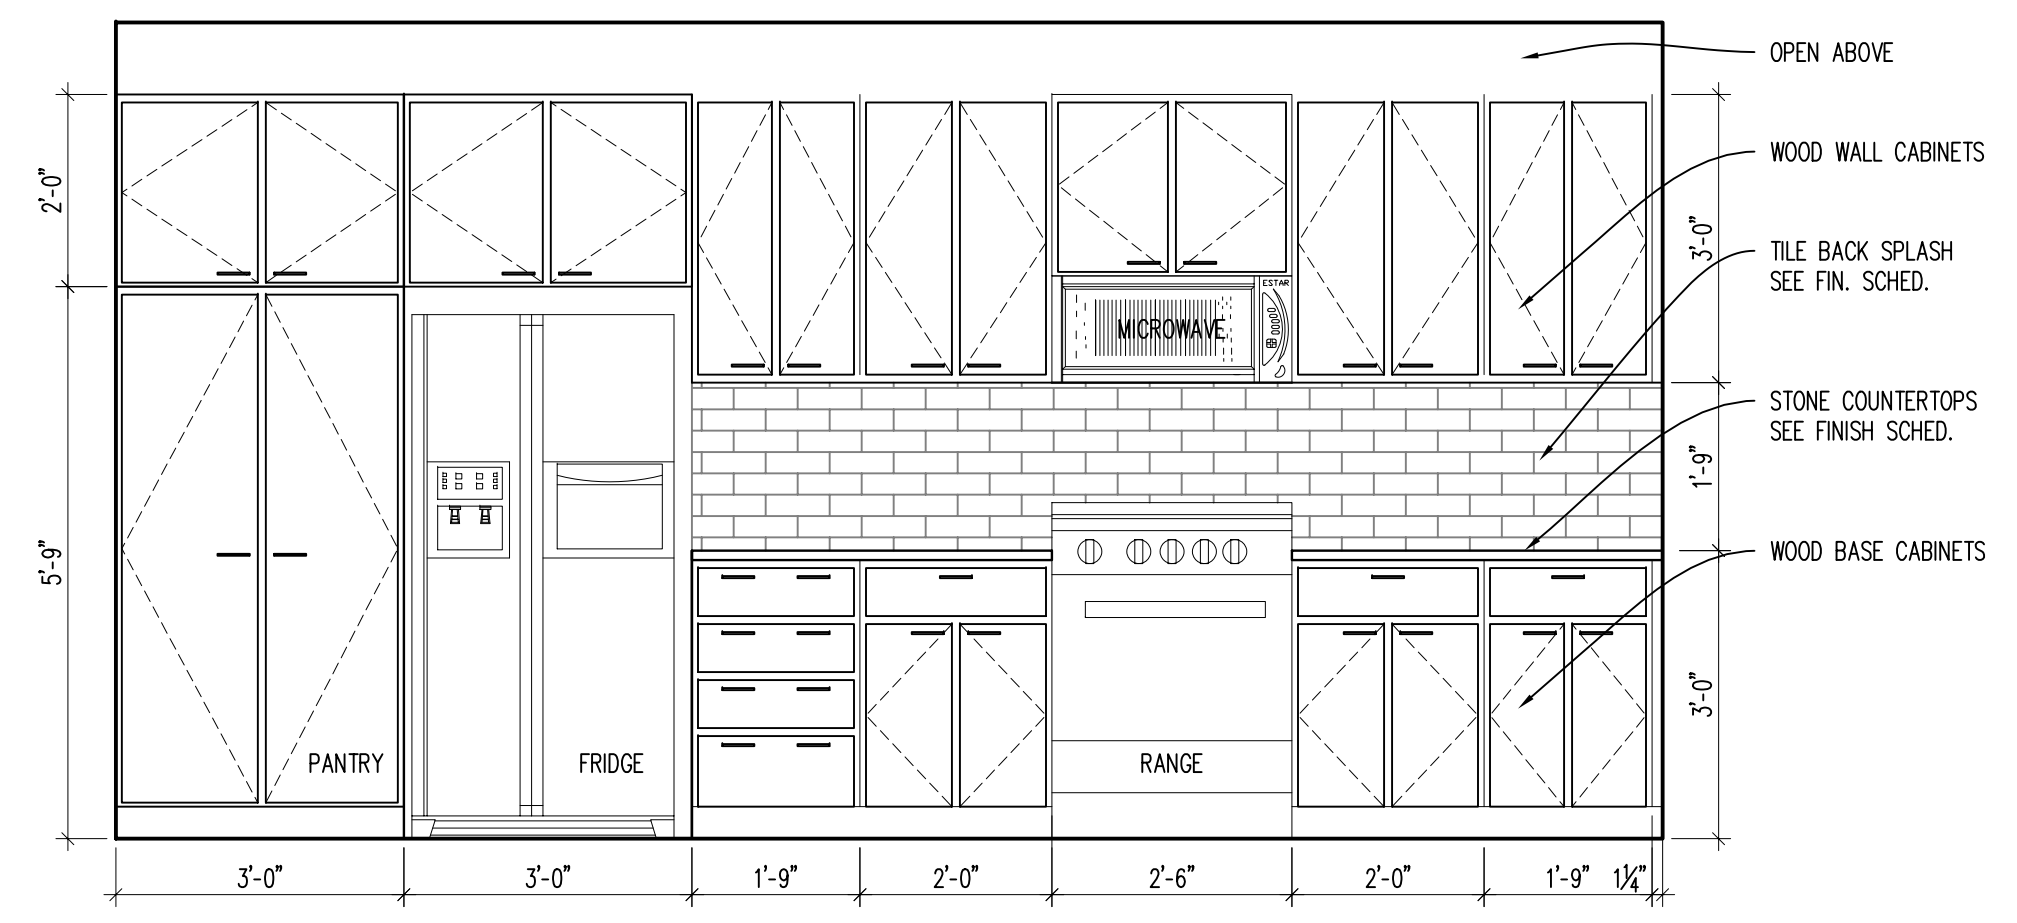 OPEN ABOVE
WOOD WALL CABINETS
2'-0"
3'-0"
TILE BACK SPLASH
SEE FIN. SCHED.
ESTAR
MICROWAVE
STONE COUNTERTOPS
SEE FINISH SCHED.
1'-9"
5'-9"
WOOD BASE CABINETS
3'-0"
PANTRY
FRIDGE
RANGE
3'-0"
3'-0"
1'-9"
2'-0"
2'-6"
2'-0"
1'-9"
1¼"